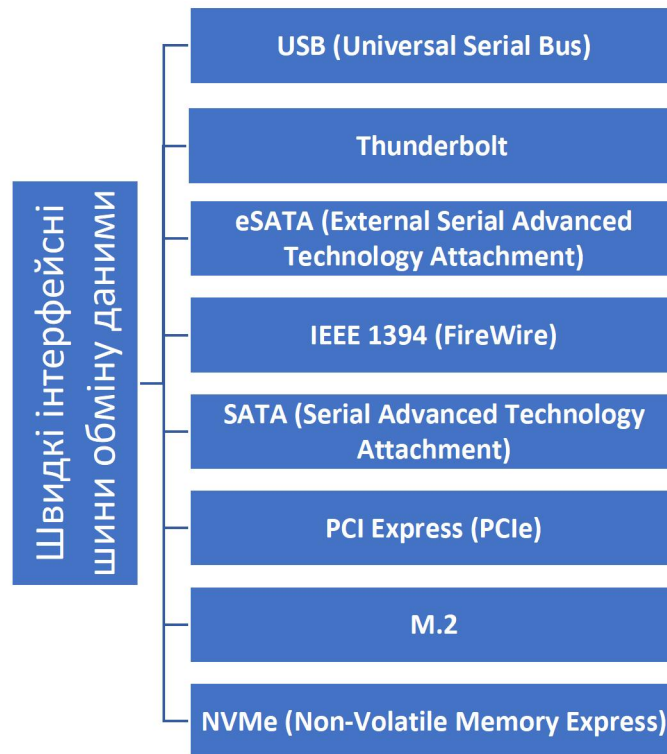 Швидкі інтерфейсні
шини обміну даними
USB (Universal Serial Bus)
Thunderbolt
eSATA (External Serial Advanced
Technology Attachment)
IEEE 1394 (FireWire)
SATA (Serial Advanced Technology
Attachment)
PCI Express (PCIe)
M.2
NVMe (Non-Volatile Memory Express)